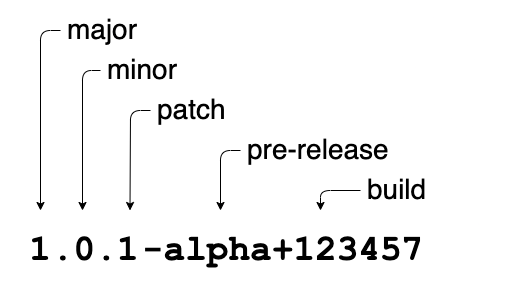 major
minor
patch
pre-release
build
1.0.1-alpha+123457